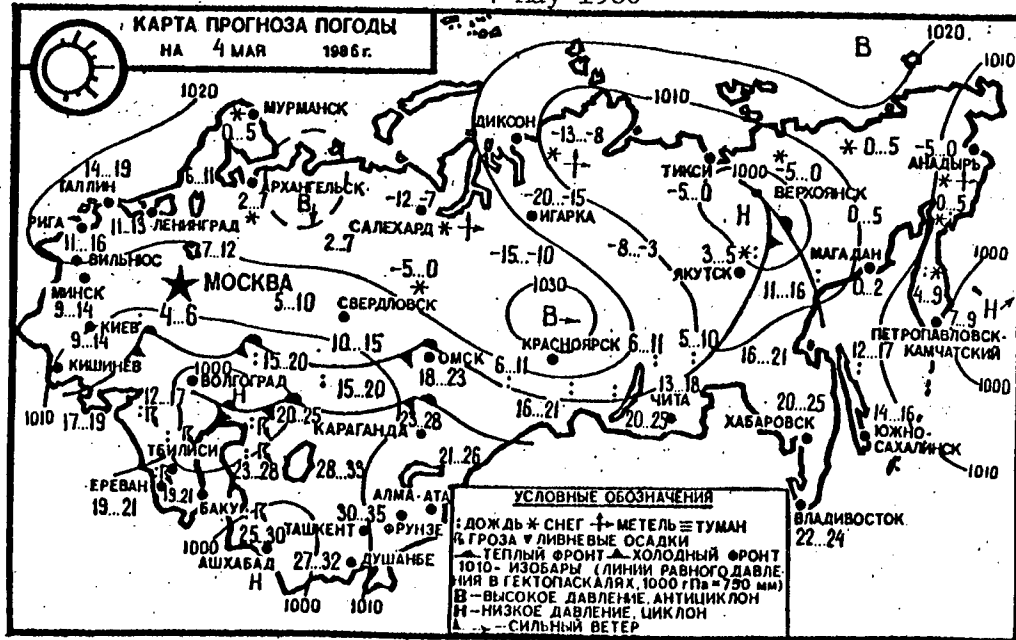 4 May 1986
КАРТА ПРОГНОЗА ПОГОДЫ
НА 4 МАЯ 1986 г.
В
1020
1010
1020
МУРМАНСК
*
0...5
ДИКСОН
-13...-8
*
1010
14...19
ТАЛЛИН
6...11
АРХАНГЕЛЬСК
2..7
*
В
-12...-7
САЛЕХАРД *
-20...-15
ИГАРКА
ТИКСИ
-5...0
1000
*
-5...0
ВЕРХОЯНСК
* 0...5
-5...0
АНАДЫРЬ
*
0...5
РИГА
11...16
11...13
ЛЕНИНГРАД
2..7
-15...-10
-8...-3
Н
3...5 *
ЯКУТСК
0...5
МАГАДАН
0...2
ВИЛЬНЮС
7...12
МОСКВА
-5...0
*
11...16
*
4...9
1000
Н
МИНСК
9...14
4...6
5...10
СВЕРДЛОВСК
1030
В
7...9
ПЕТРОПАВЛОВСК-
КАМЧАТСКИЙ
КИЕВ
9...14
10...15
КРАСНОЯРСК
6...11
5...10
16...21
12...17
КИШИНЁВ
15...20
ОМСК
18...23
6...11
1000
1010
17...19
12...17
1000
Н
ВОЛГОГРАД
15...20
16...21
13...18
ЧИТА
20...25
20...25
ХАБАРОВСК
14...16
ЮЖНО-
САХАЛИНСК
20...25
КАРАГАНДА
23...28
1010
ТБИЛИСИ
23...28
28...33
21...26
ЕРЕВАН
19...21
19..21
БАКУ
АЛМА-АТА
30...35
ФРУНЗЕ
ТАШКЕНТ
ВЛАДИВОСТОК
22...24
1000
25...30
АШХАБАД
Н
27...32
ДУШАНБЕ
1000
1010
УСЛОВНЫЕ ОБОЗНАЧЕНИЯ
: ДОЖДЬ * СНЕГ МЕТЕЛЬ ≡ ТУМАН
ГРОЗА ▼ ЛИВНЕВЫЕ ОСАДКИ
ТЕПЛЫЙ ФРОНТ ХОЛОДНЫЙ ФРОНТ
1010- ИЗОБАРЫ (ЛИНИИ РАВНОГО ДАВЛЕ-
НИЯ В ГЕКТОПАСКАЛЯХ, 1000 гПа = 750 мм)
В - ВЫСОКОЕ ДАВЛЕНИЕ, АНТИЦИКЛОН
Н - НИЗКОЕ ДАВЛЕНИЕ, ЦИКЛОН
- СИЛЬНЫЙ ВЕТЕР